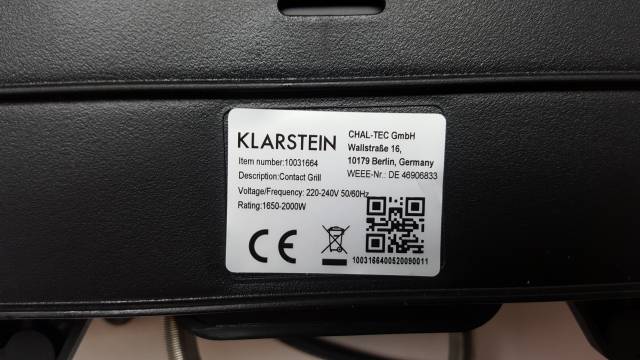 KLARSTEIN
Item number:10031664
Description:Contact Grill
Voltage/Frequency: 220-240V 50/60Hz
Rating:1650-2000W
CHAL-TEC GmbH
Wallstraße 16,
10179 Berlin, Germany
WEEE-Nr.: DE 46906833
CE
1003166400520090011